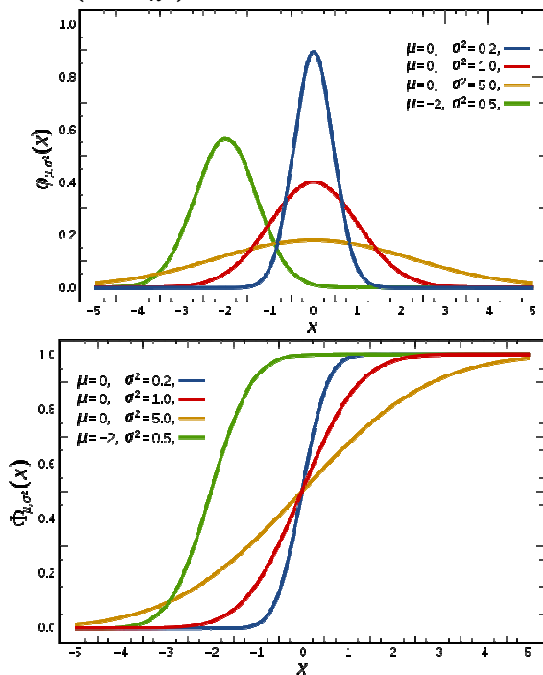 1.0
μ=0, σ²=0.2,
μ=0, σ²=1.0,
μ=0, σ²=5.0,
μ=−2, σ²=0.5,
0.8
0.6
0.4
0.2
0.0
φμ,σ²(x)
−5 −4 −3 −2 −1 0 1 2 3 4 5
x
1.0
μ=0, σ²=0.2,
μ=0, σ²=1.0,
μ=0, σ²=5.0,
μ=−2, σ²=0.5,
0.8
0.6
0.4
0.2
0.0
Φμ,σ²(x)
−5 −4 −3 −2 −1 0 1 2 3 4 5
x